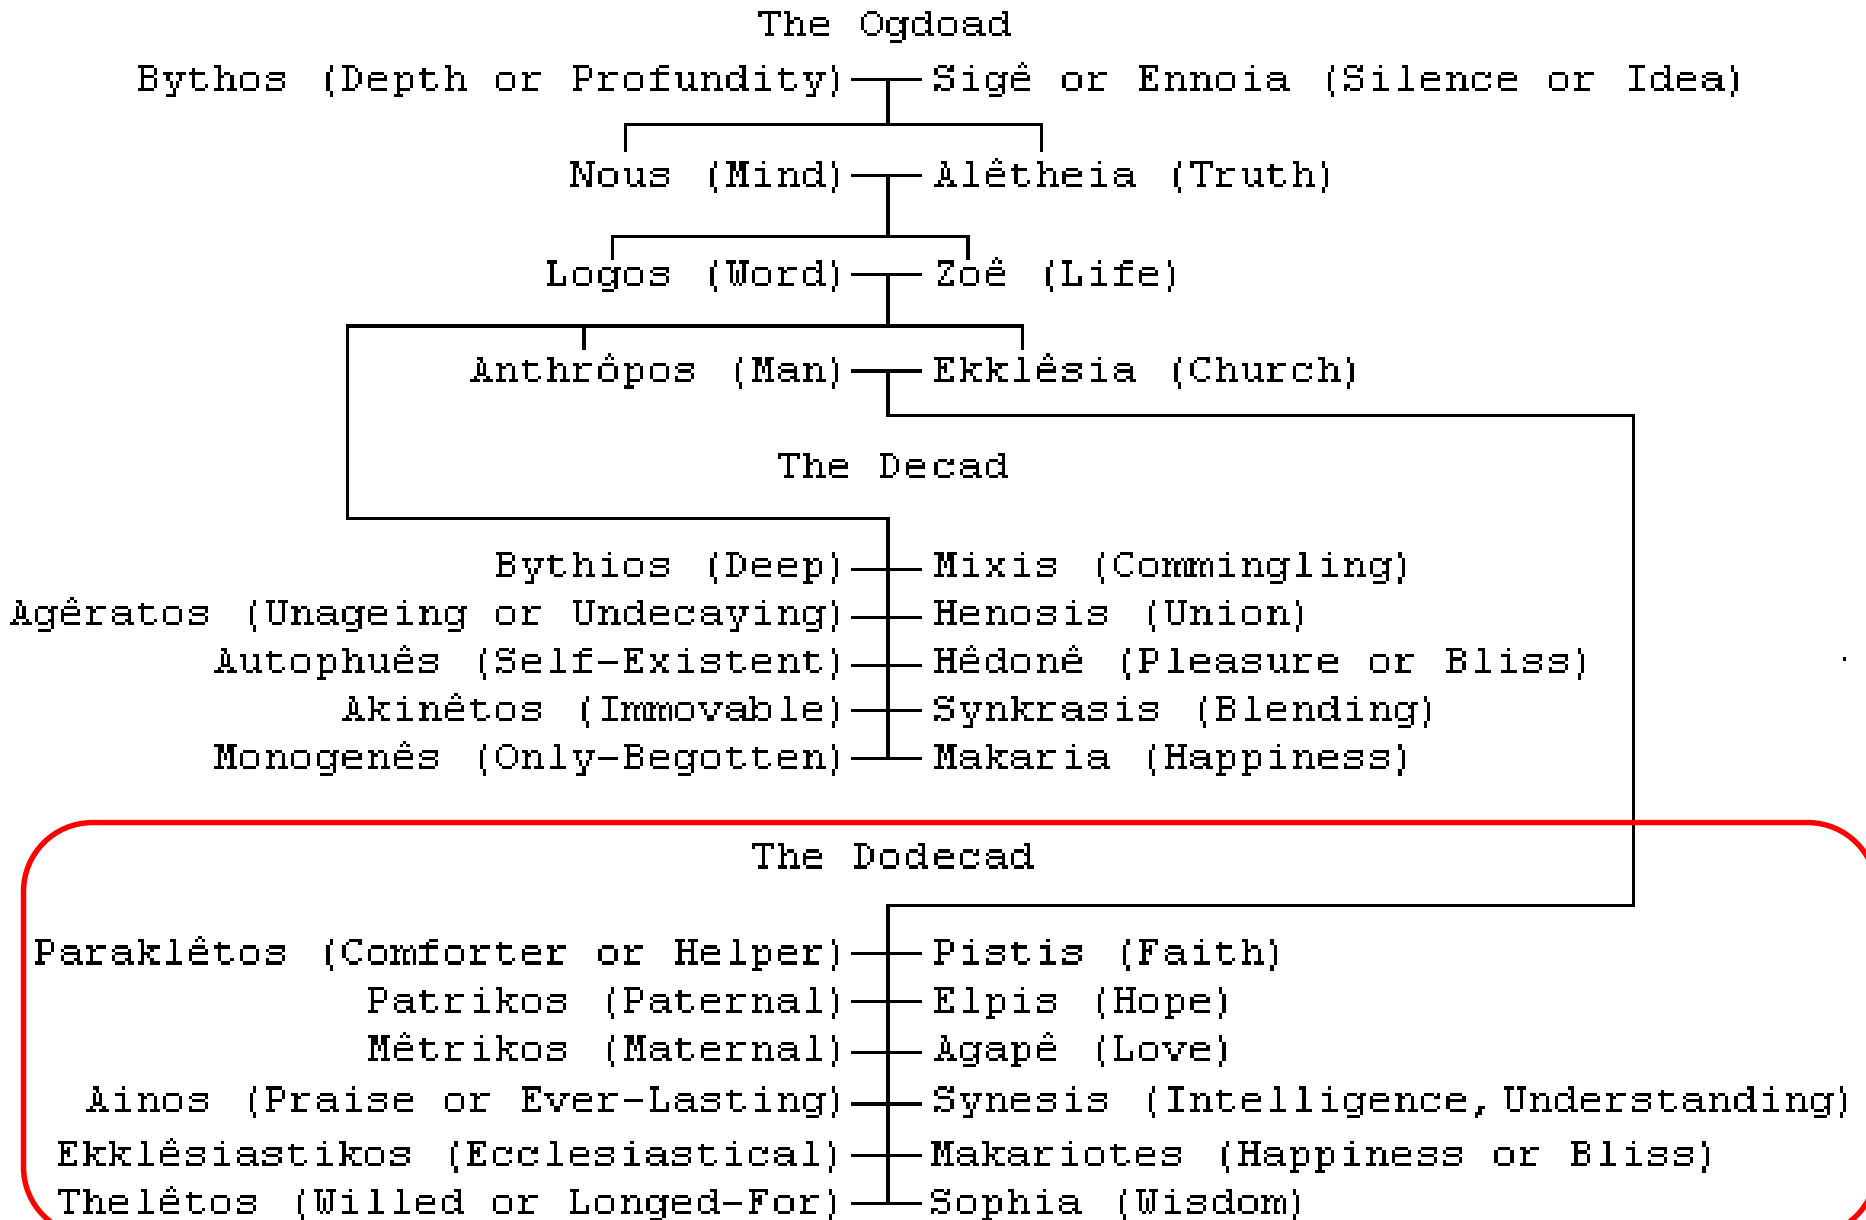 The Ogdoad
Bythos (Depth or Profundity) Sigê or Ennoia (Silence or Idea)
Nous (Mind) Alêtheia (Truth)
Logos (Word) Zoê (Life)
Anthrôpos (Man) Ekklêsia (Church)
The Decad
Bythios (Deep) Mixis (Commingling)
Agêratos (Unageing or Undecaying) Henosis (Union)
Autophuês (Self-Existent) Hêdonê (Pleasure or Bliss)
Akinêtos (Immovable) Synkrasis (Blending)
Monogenês (Only-Begotten) Makaria (Happiness)
The Dodecad
Paraklêtos (Comforter or Helper) Pistis (Faith)
Patrikos (Paternal) Elpis (Hope)
Mêtrikos (Maternal) Agapê (Love)
Ainos (Praise or Ever-Lasting) Synesis (Intelligence, Understanding)
Ekklêsiastikos (Ecclesiastical) Makariotes (Happiness or Bliss)
Thelêtos (Willed or Longed-For) Sophia (Wisdom)